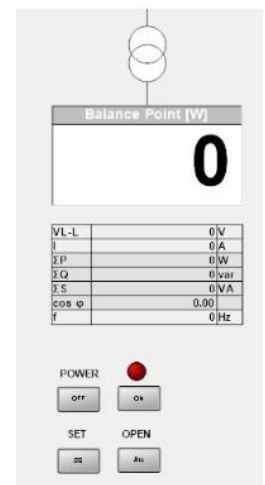 Balance Point [W]
0
VL-L 0 V
I 0 A
ΣP 0 W
ΣQ 0 var
ΣS 0 VA
cos φ 0.00
f 0 Hz
POWER
OFF ON
SET OPEN
ALL